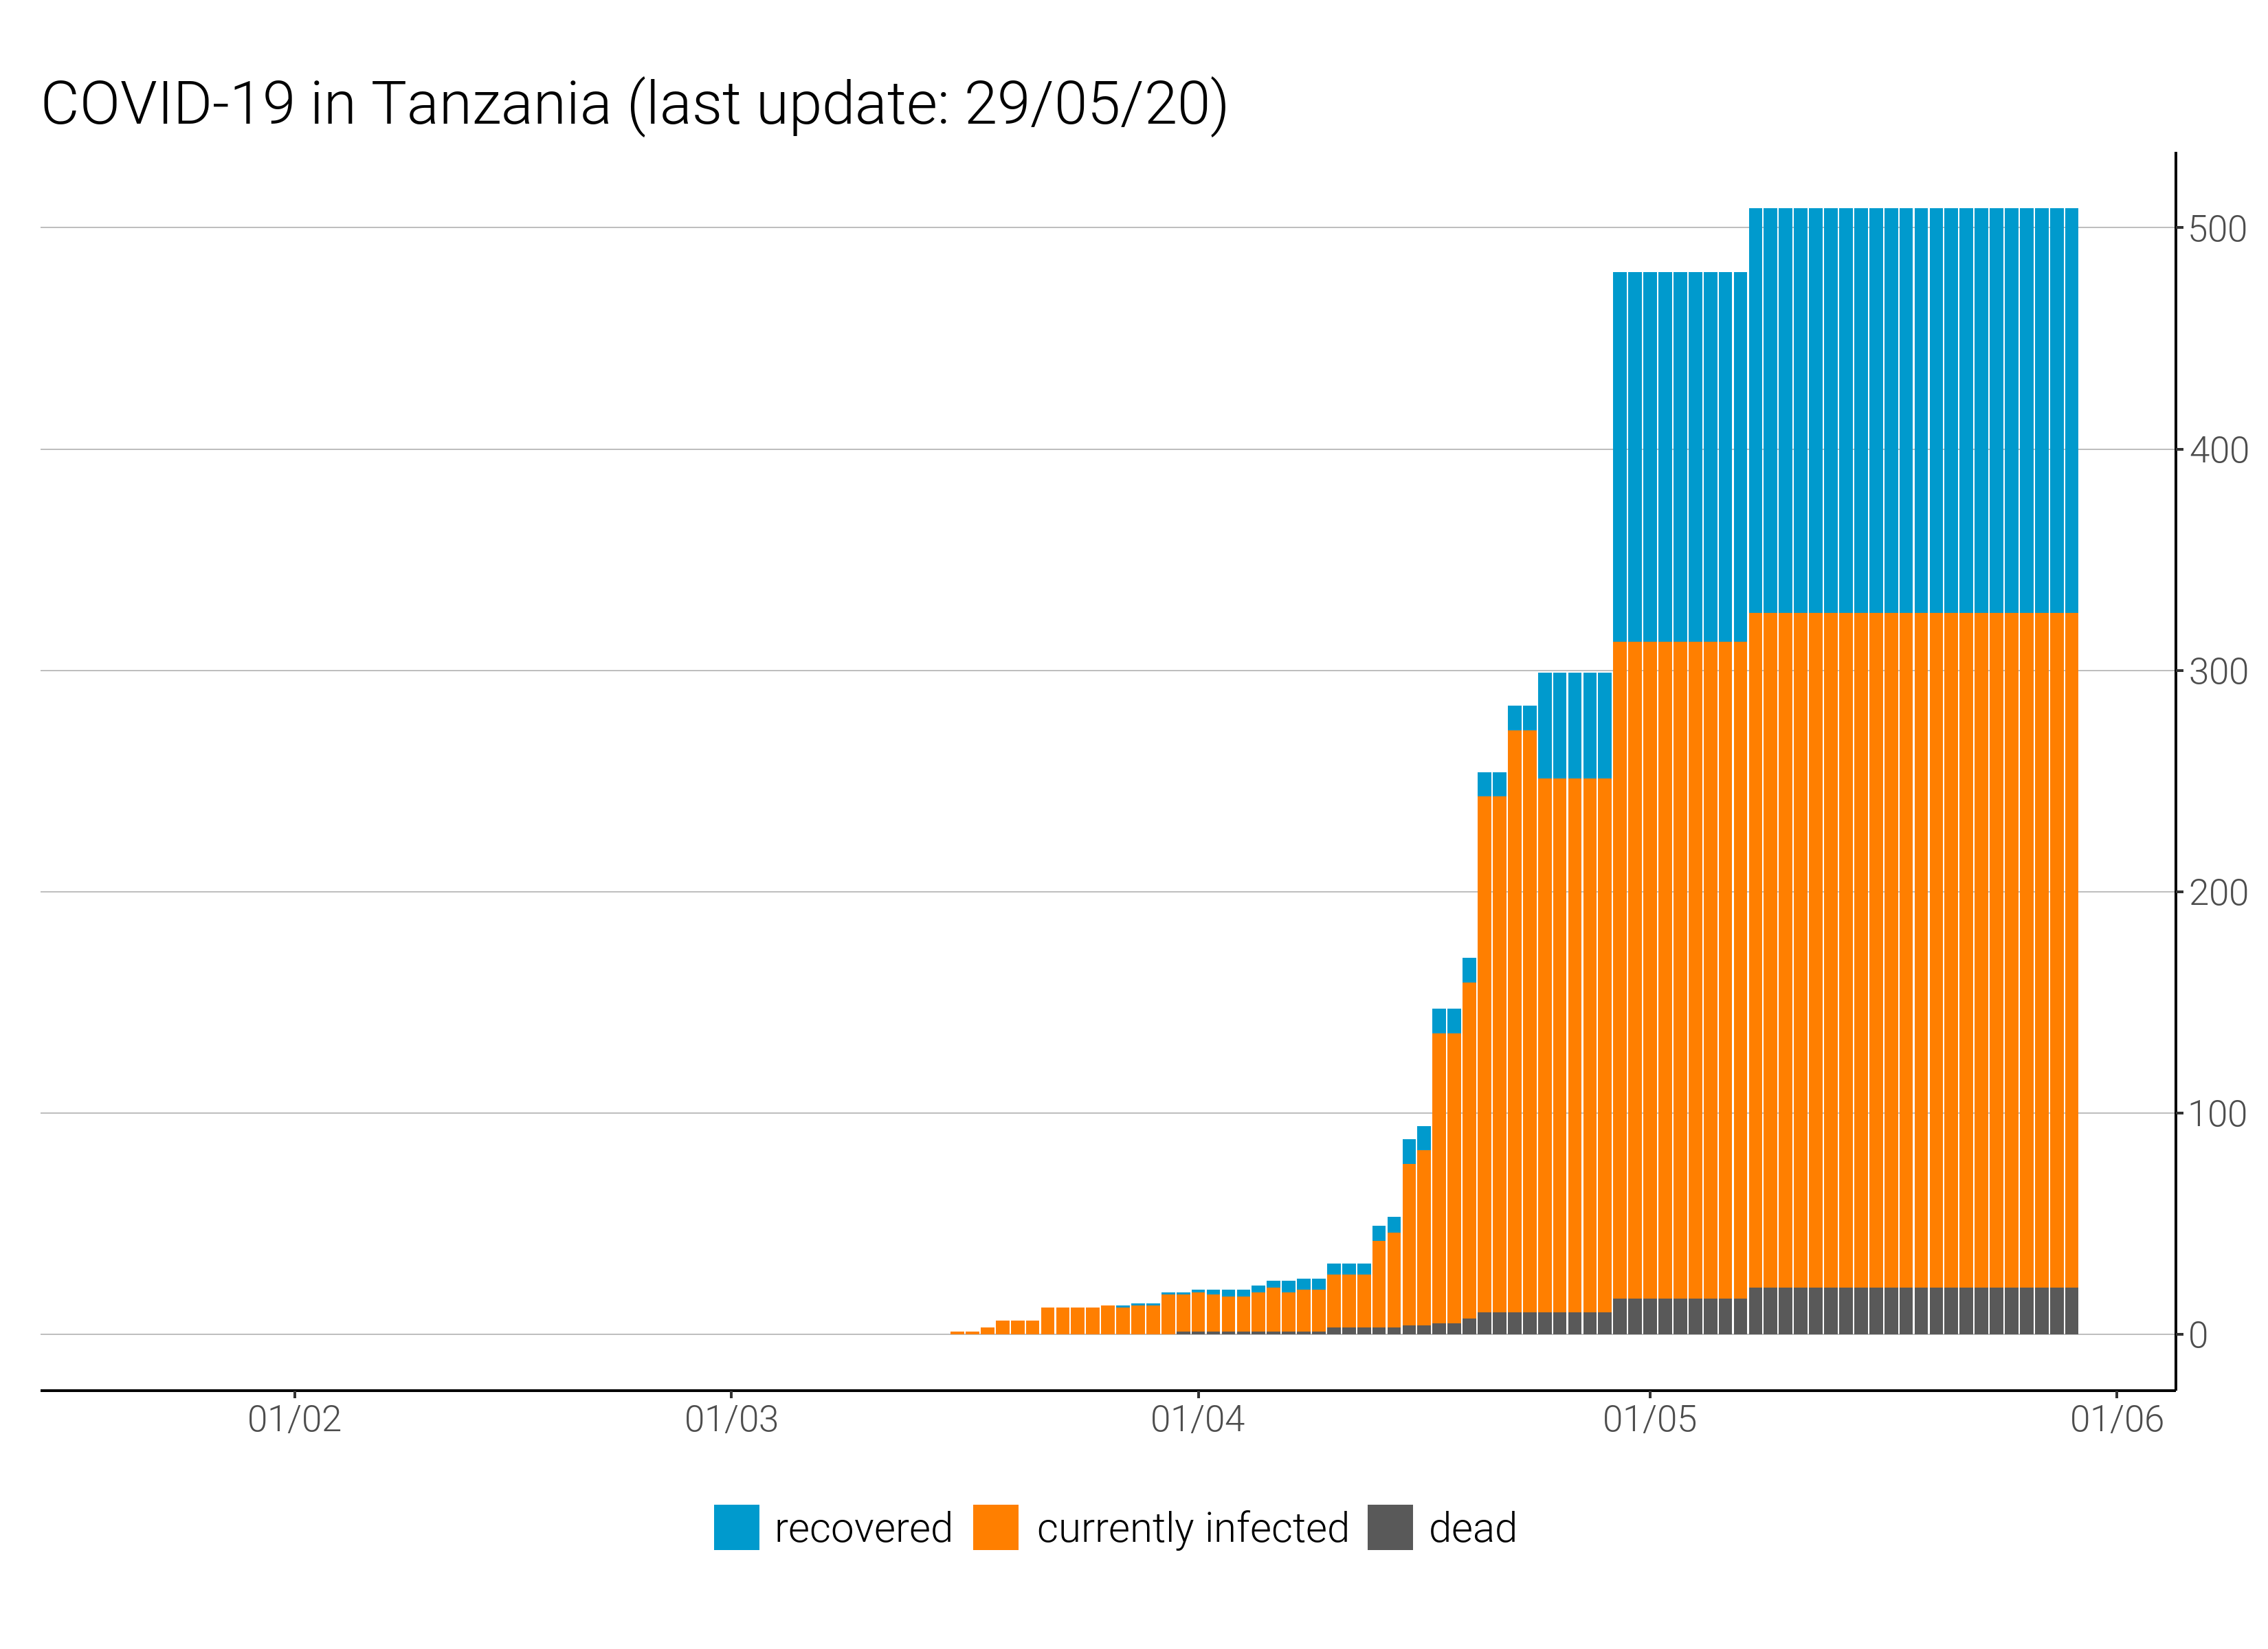 COVID-19 in Tanzania (last update: 29/05/20)
500
400
300
200
100
0
01/02 01/03 01/04 01/05 01/06
recovered currently infected dead